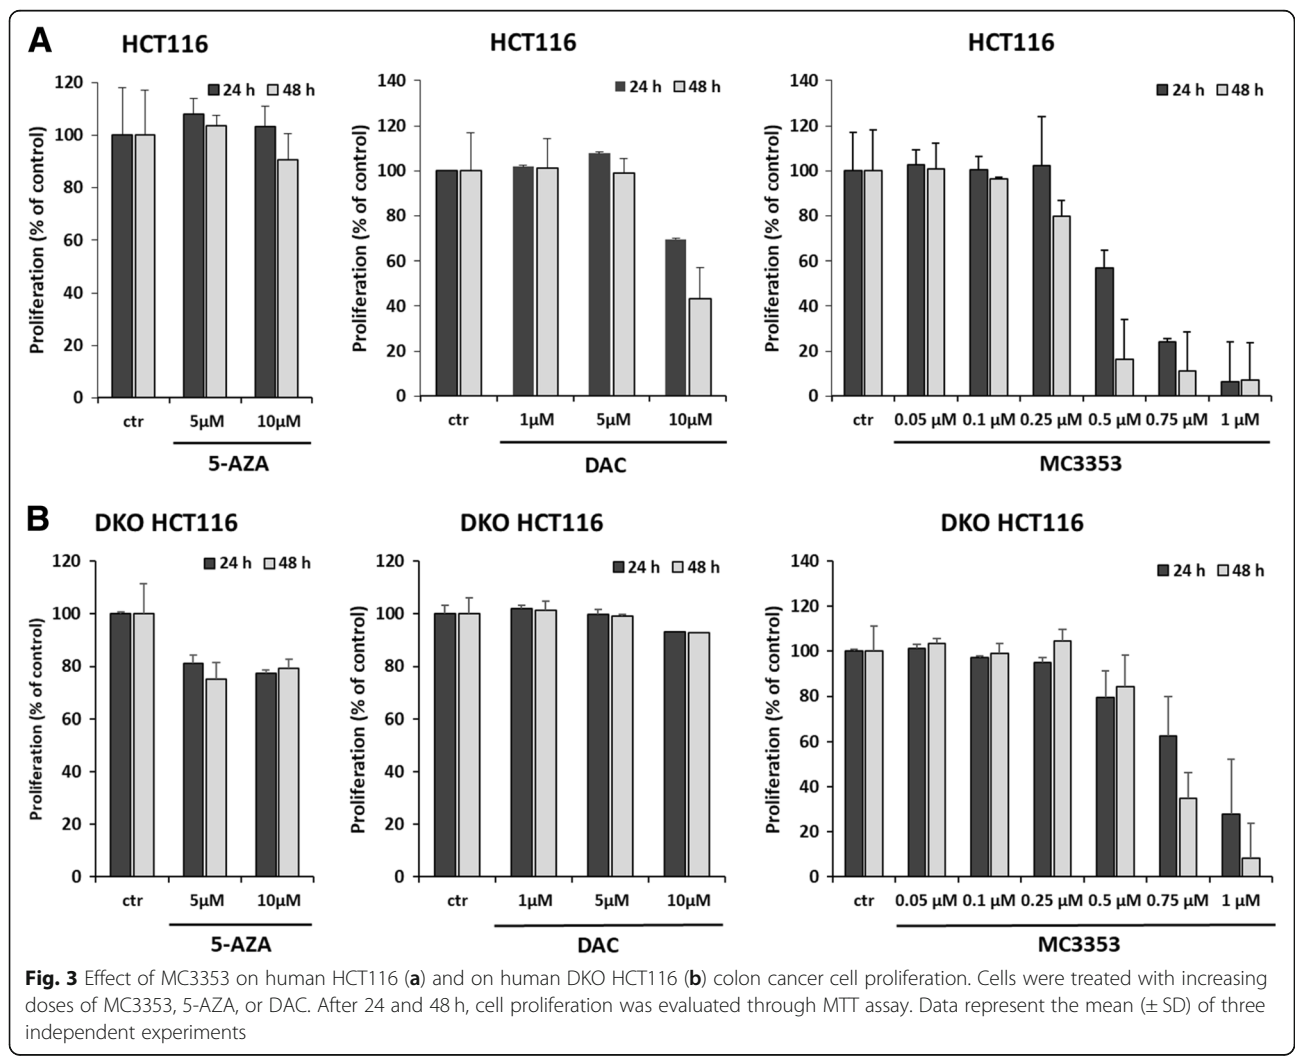 A
HCT116
24 h 48 h
Proliferation (% of control)
120
100
80
60
40
20
0
ctr 5µM 10µM
5-AZA
HCT116
24 h 48 h
Proliferation (% of control)
140
120
100
80
60
40
20
0
ctr 1µM 5µM 10µM
DAC
HCT116
24 h 48 h
Proliferation (% of control)
140
120
100
80
60
40
20
0
ctr 0.05 µM 0.1 µM 0.25 µM 0.5 µM 0.75 µM 1 µM
MC3353
B
DKO HCT116
24 h 48 h
Proliferation (% of control)
120
100
80
60
40
20
0
ctr 5µM 10µM
5-AZA
DKO HCT116
24 h 48 h
Proliferation (% of control)
120
100
80
60
40
20
0
ctr 1µM 5µM 10µM
DAC
DKO HCT116
24 h 48 h
Proliferation (% of control)
140
120
100
80
60
40
20
0
ctr 0.05 µM 0.1 µM 0.25 µM 0.5 µM 0.75 µM 1 µM
MC3353
Fig. 3 Effect of MC3353 on human HCT116 (a) and on human DKO HCT116 (b) colon cancer cell proliferation. Cells were treated with increasing
doses of MC3353, 5-AZA, or DAC. After 24 and 48 h, cell proliferation was evaluated through MTT assay. Data represent the mean (± SD) of three
independent experiments